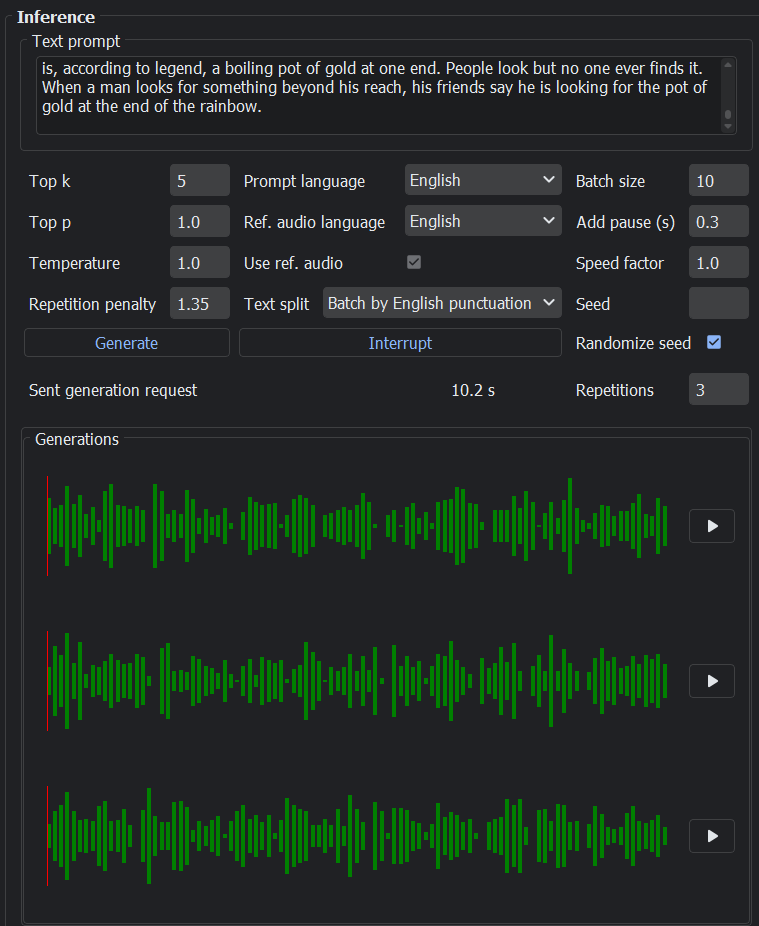 Inference
Text prompt
is, according to legend, a boiling pot of gold at one end. People look but no one ever finds it.
When a man looks for something beyond his reach, his friends say he is looking for the pot of
gold at the end of the rainbow.
Top k 5 Prompt language English Batch size 10
Top p 1.0 Ref. audio language English Add pause (s) 0.3
Temperature 1.0 Use ref. audio Speed factor 1.0
Repetition penalty 1.35 Text split Batch by English punctuation Seed
Generate Interrupt Randomize seed
Sent generation request 10.2 s Repetitions 3
Generations